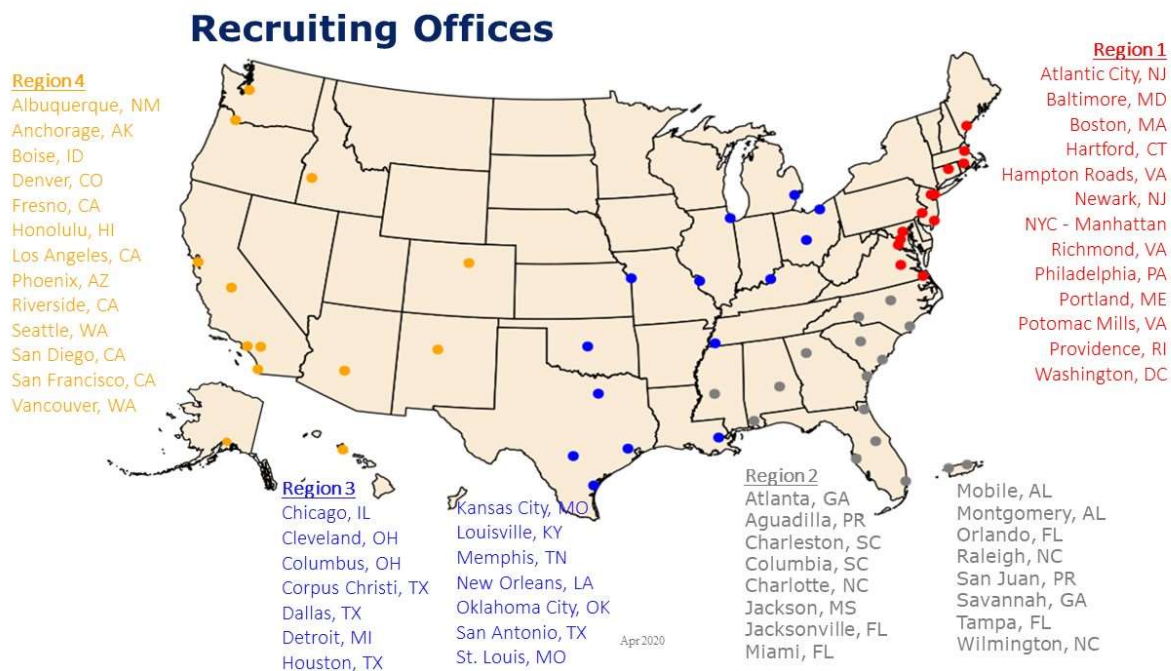 Recruiting Offices
Region 4
Albuquerque, NM
Anchorage, AK
Boise, ID
Denver, CO
Fresno, CA
Honolulu, HI
Los Angeles, CA
Phoenix, AZ
Riverside, CA
Seattle, WA
San Diego, CA
San Francisco, CA
Vancouver, WA
Region 1
Atlantic City, NJ
Baltimore, MD
Boston, MA
Hartford, CT
Hampton Roads, VA
Newark, NJ
NYC - Manhattan
Richmond, VA
Philadelphia, PA
Portland, ME
Potomac Mills, VA
Providence, RI
Washington, DC
Region 3
Chicago, IL
Cleveland, OH
Columbus, OH
Corpus Christi, TX
Dallas, TX
Detroit, MI
Houston, TX
Kansas City, MO
Louisville, KY
Memphis, TN
New Orleans, LA
Oklahoma City, OK
San Antonio, TX
St. Louis, MO
Apr 2020
Region 2
Atlanta, GA
Aguadilla, PR
Charleston, SC
Columbia, SC
Charlotte, NC
Jackson, MS
Jacksonville, FL
Miami, FL
Mobile, AL
Montgomery, AL
Orlando, FL
Raleigh, NC
San Juan, PR
Savannah, GA
Tampa, FL
Wilmington, NC